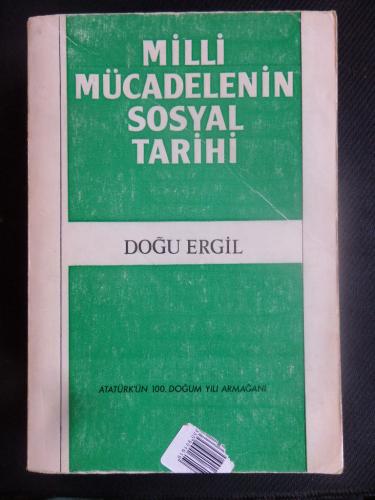 MİLLİ
MÜCADELENİN
SOSYAL
TARİHİ
DOĞU ERGİL
ATATÜRK'ÜN 100. DOĞUM YILI ARMAĞANI